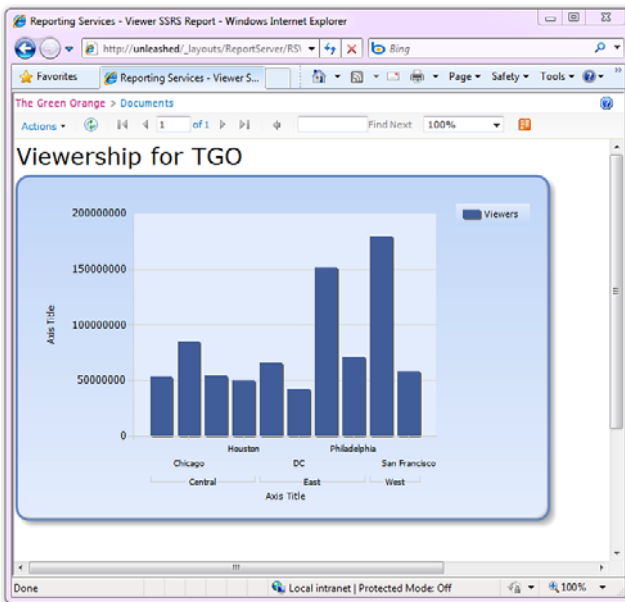 Reporting Services - Viewer SSRS Report - Windows Internet Explorer
http://unleashed/_layouts/ReportServer/RSV
Bing
Favorites
Reporting Services - Viewer S...
Page
Safety
Tools
The Green Orange > Documents
Actions
1
of 1
Find Next
100%
Viewership for TGO
Viewers
200000000
150000000
100000000
50000000
0
Axis Title
Houston
Philadelphia
Chicago
DC
San Francisco
Central
East
West
Axis Title
Done
Local intranet | Protected Mode: Off
100%